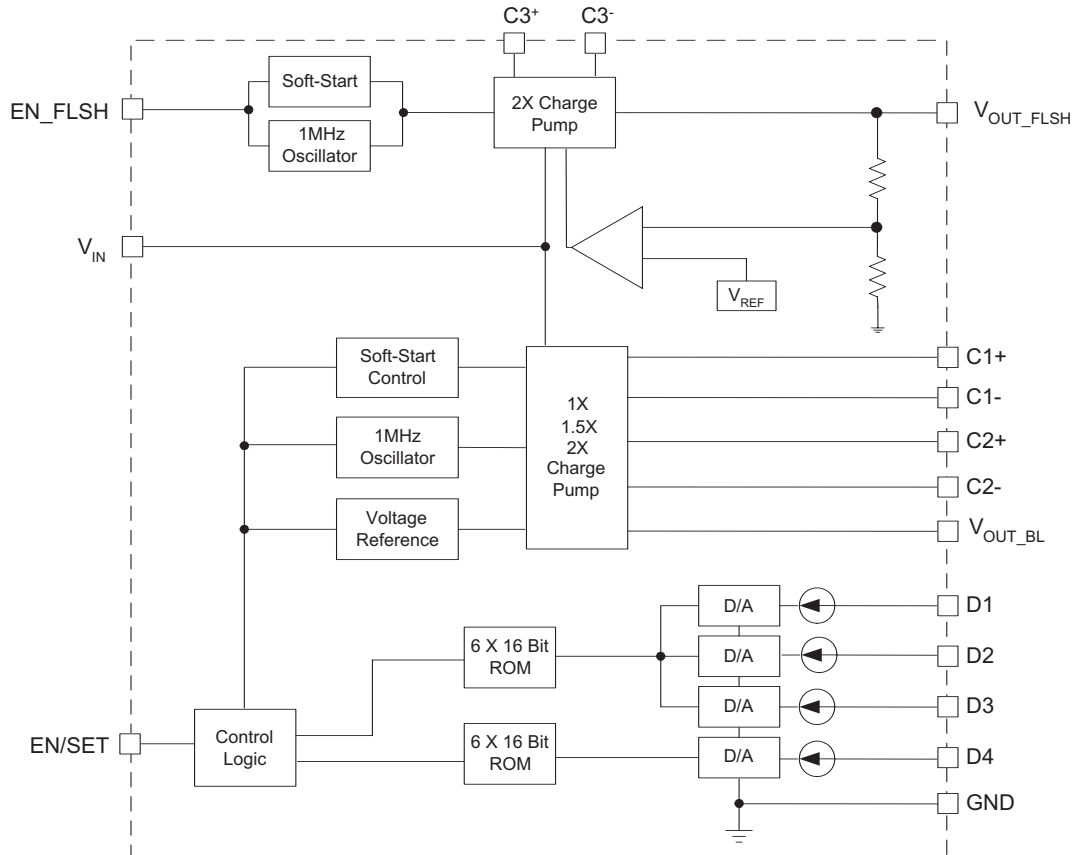 C3+ C3-
EN_FLSH
Soft-Start
1MHz
Oscillator
2X Charge
Pump
VOUT_FLSH
VIN
VREF
Soft-Start
Control
1MHz
Oscillator
Voltage
Reference
1X
1.5X
2X
Charge
Pump
C1+
C1-
C2+
C2-
VOUT_BL
6 X 16 Bit
ROM
D/A
D1
D/A
D2
D/A
D3
EN/SET
Control
Logic
6 X 16 Bit
ROM
D/A
D4
GND